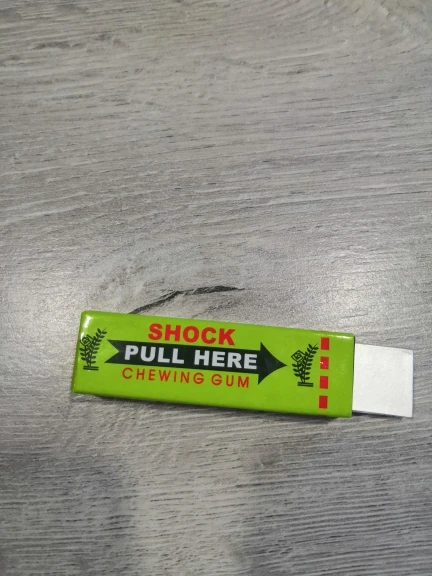 SHOCK
PULL HERE
CHEWING GUM